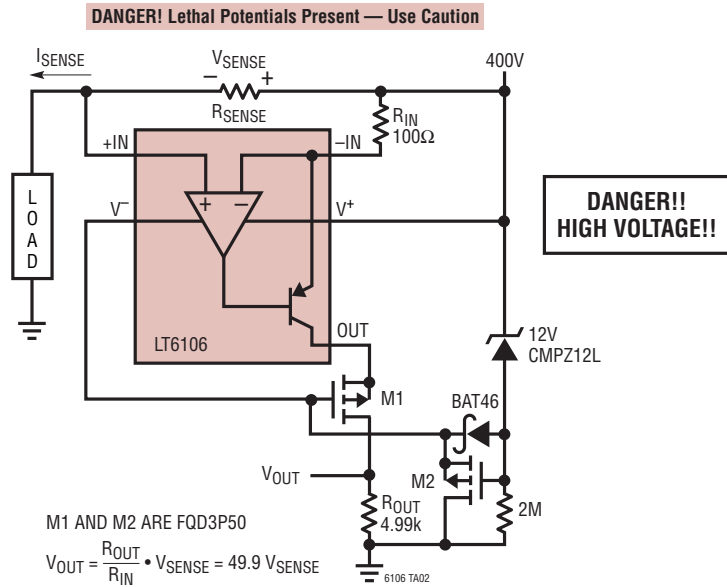 DANGER! Lethal Potentials Present — Use Caution
ISENSE
VSENSE
– +
RSENSE
400V
RIN
100Ω
+IN
–IN
LOAD
V–
+ –
V+
DANGER!!
HIGH VOLTAGE!!
LT6106
OUT
12V
CMPZ12L
M1
BAT46
VOUT
M2
ROUT
4.99k
2M
M1 AND M2 ARE FQD3P50
VOUT = ROUT/RIN • VSENSE = 49.9 VSENSE
6106 TA02